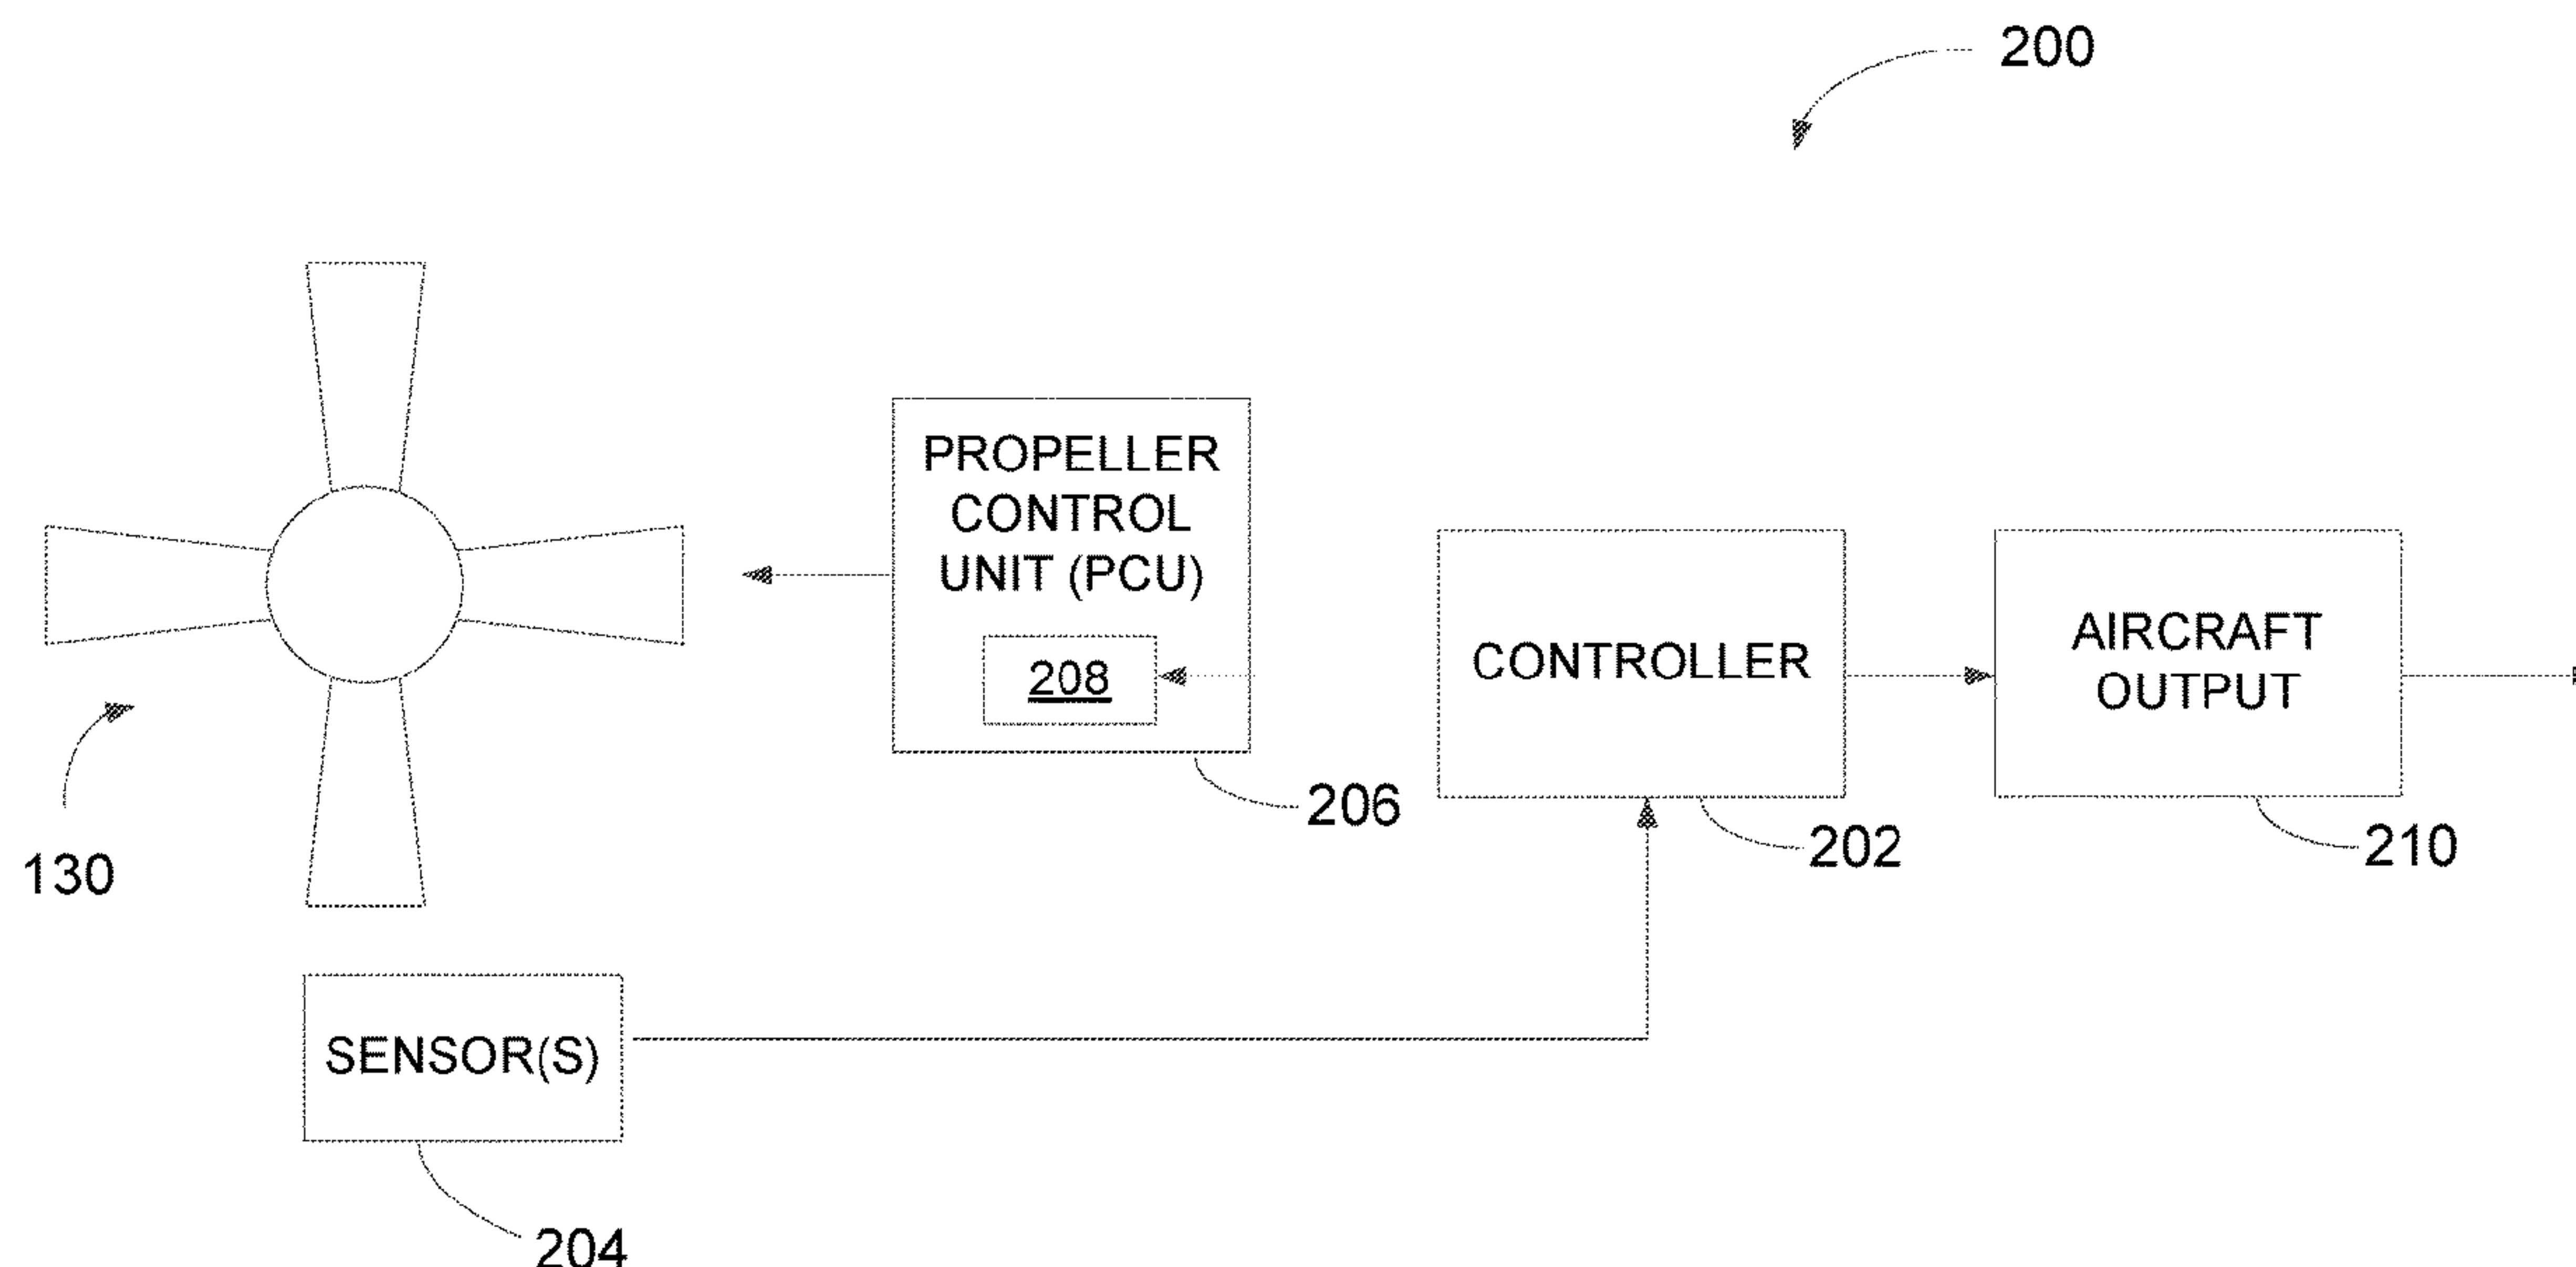 200
PROPELLER
CONTROL
UNIT (PCU)
208
206
CONTROLLER
202
AIRCRAFT
OUTPUT
210
130
SENSOR(S)
204